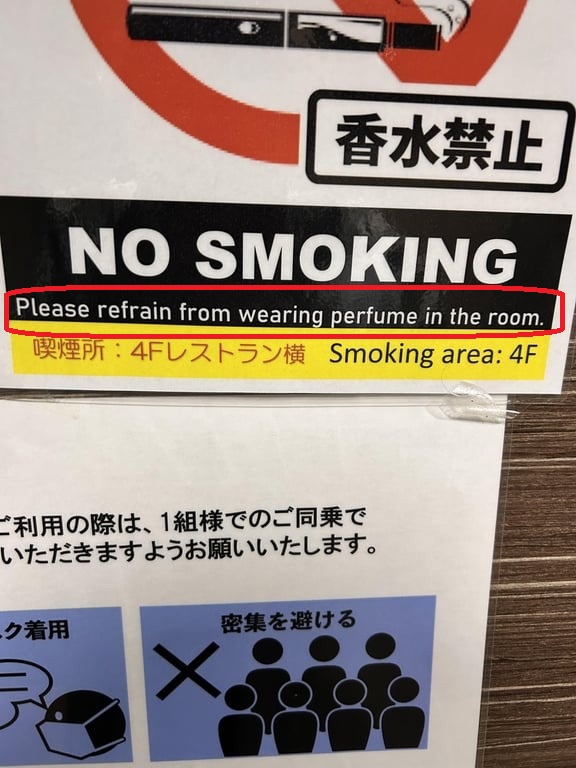 香水禁止
NO SMOKING
Please refrain from wearing perfume in the room.
喫煙所：4Fレストラン横 Smoking area: 4F
ご利用の際は、1組様でのご同乗で
いただきますようお願いいたします。
ク着用
密集を避ける